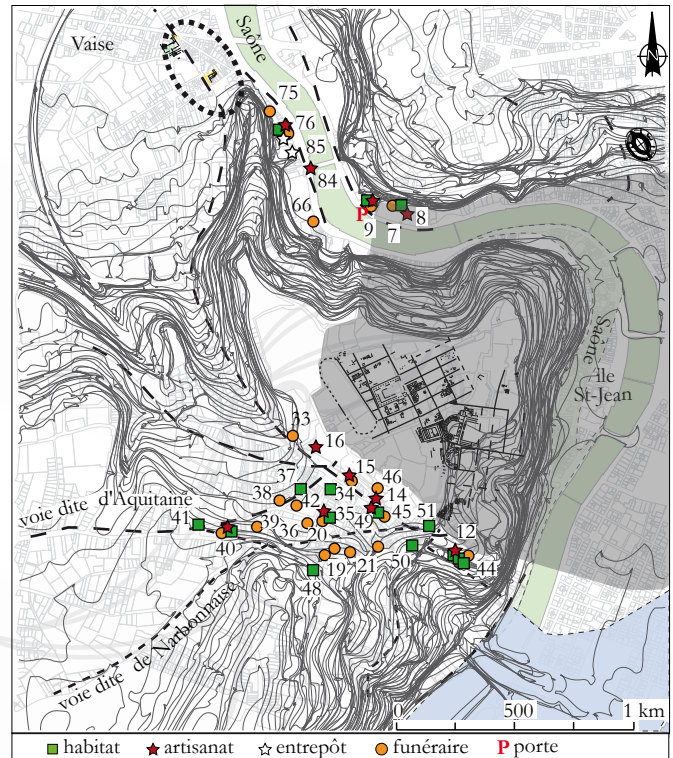 Vaise
Saône
75
76
85
84
66
P
9
7
8
Saône
île
St-Jean
33
16
15
46
37
34
14
38
42
voie dite d'Aquitaine
41
39
36
35
49
45
51
20
12
40
50
44
19
21
48
voie dite de Narbonnaise
0
500
1 km
habitat
artisanat
entrepôt
funéraire
P porte